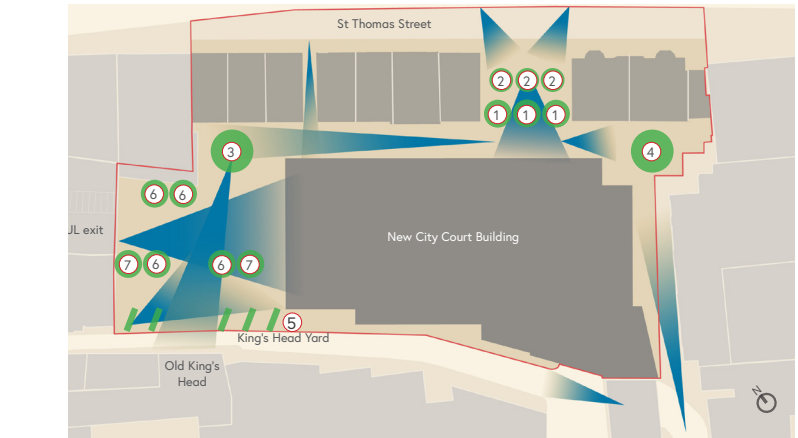 St Thomas Street
2 2 2
1 1 1
3
4
6 6
JL exit
New City Court Building
7 6 6 7
5
King's Head Yard
Old King's
Head
N